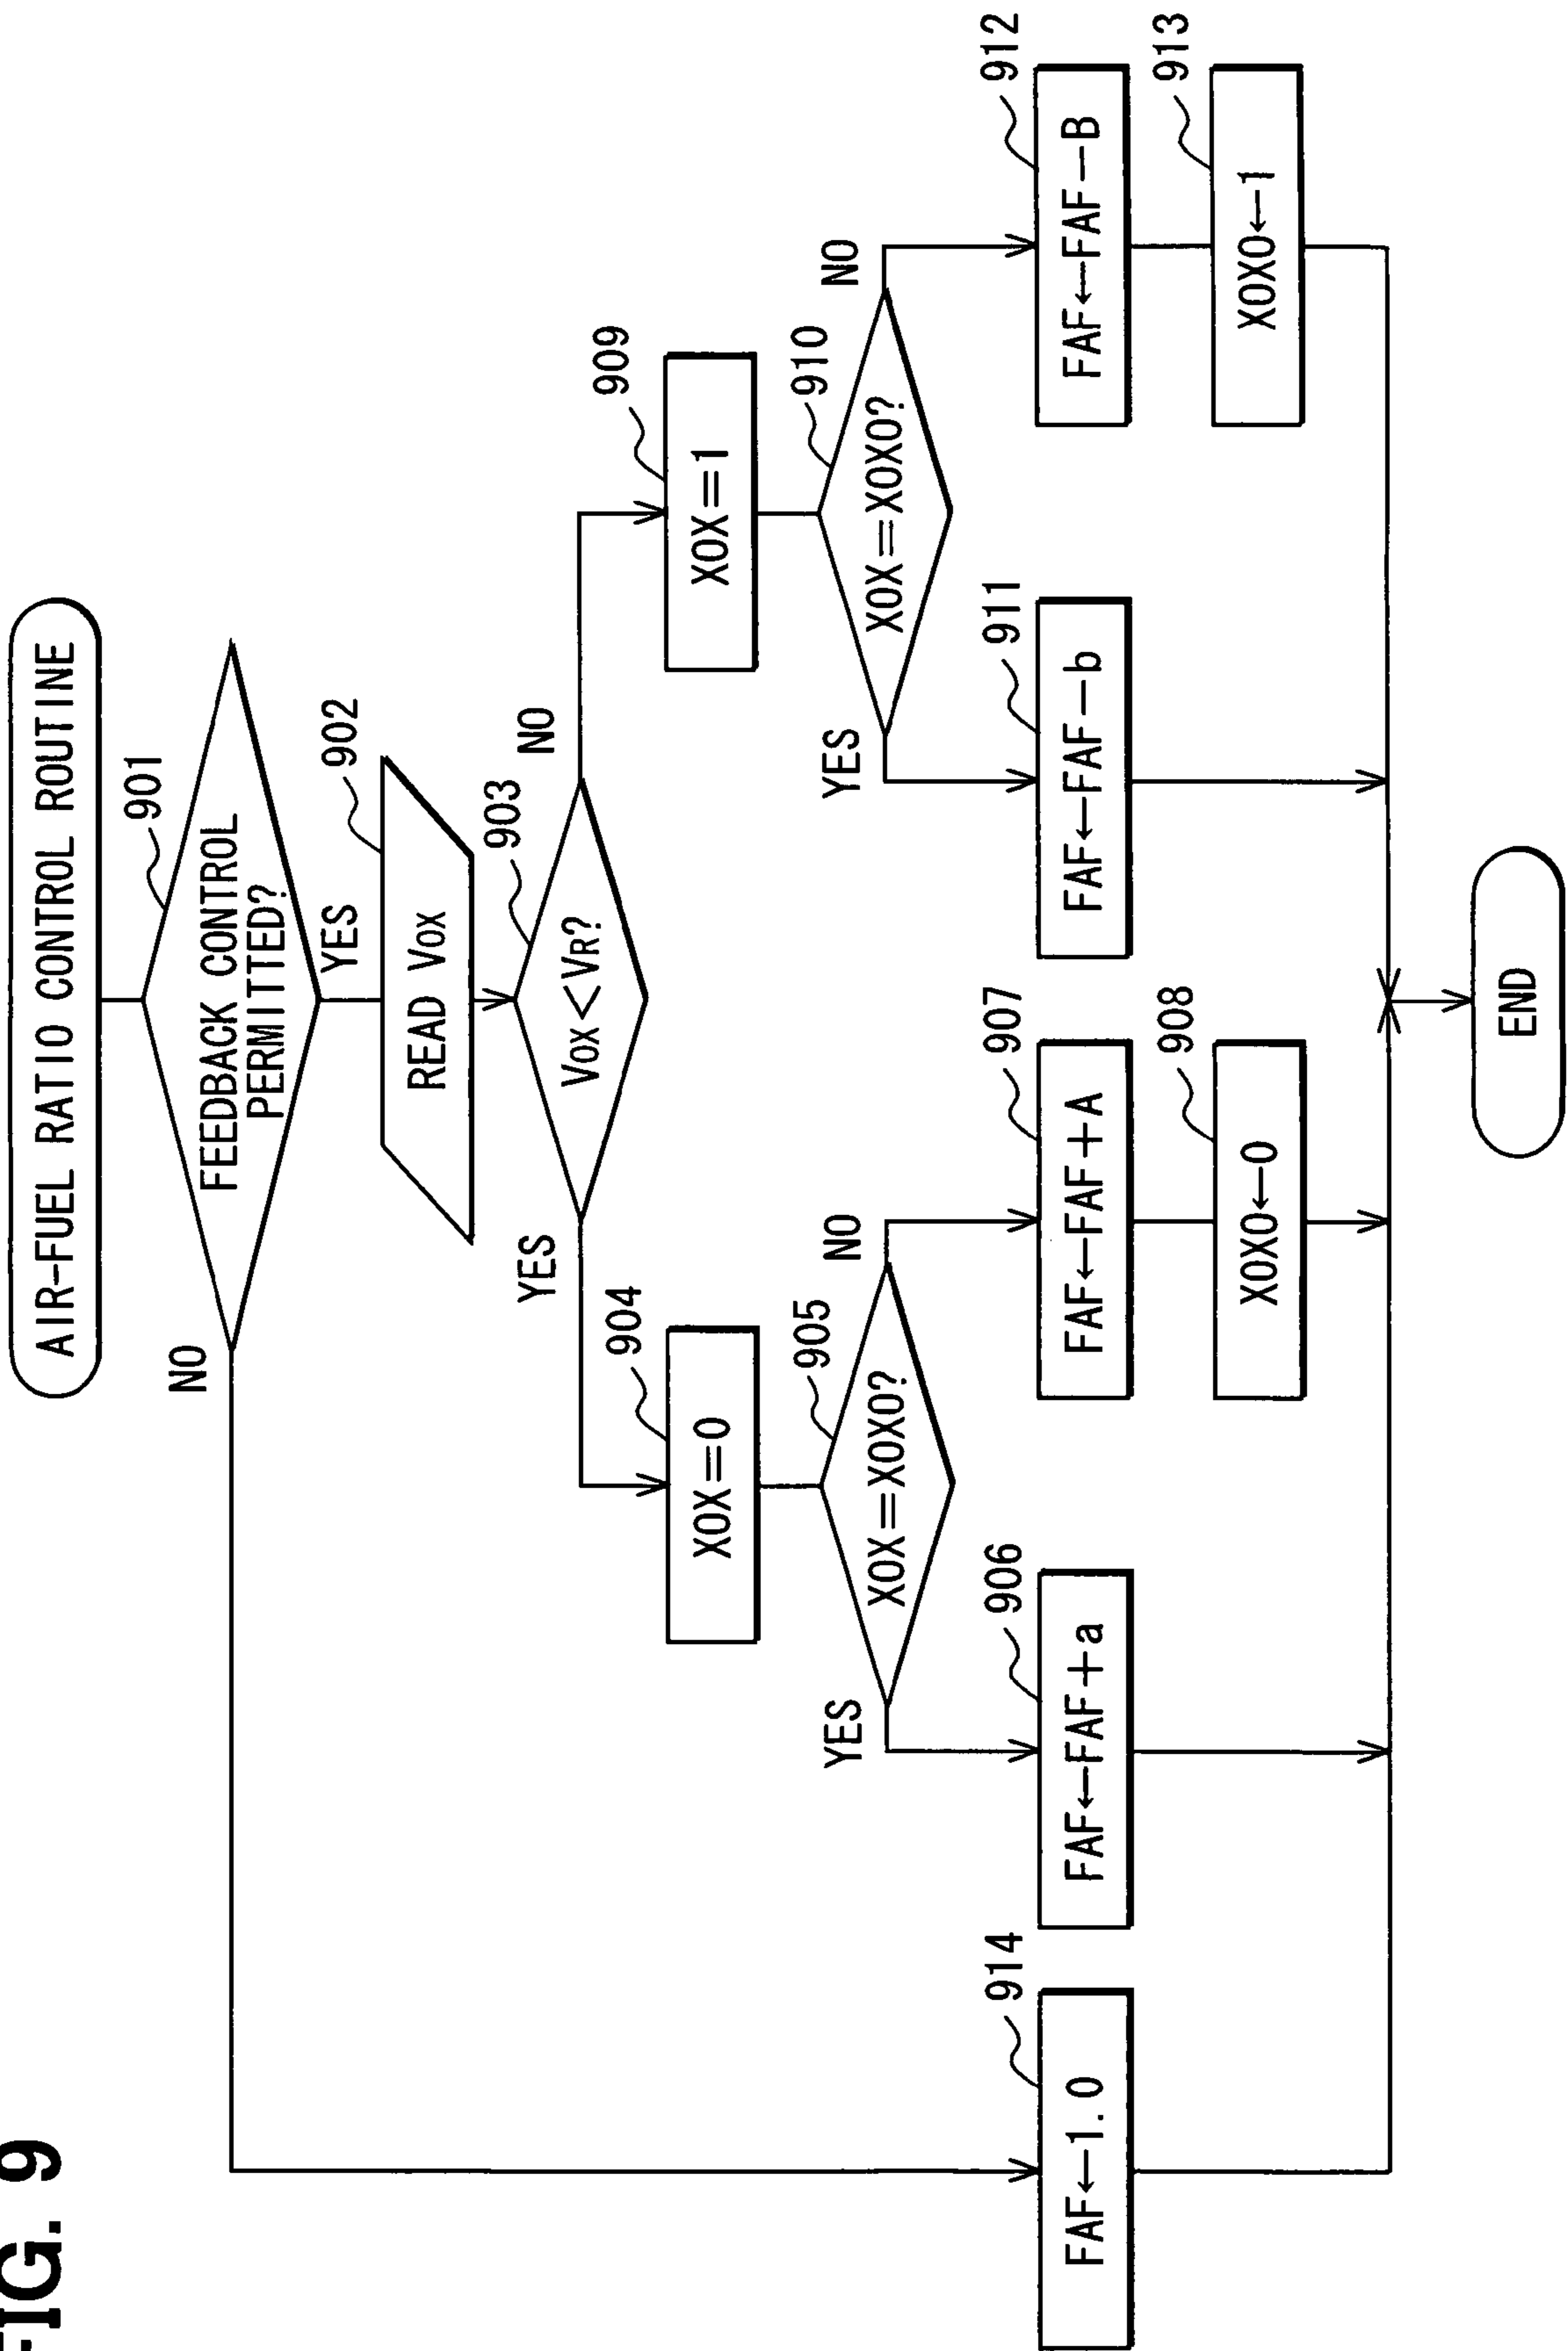 FIG. 9
AIR-FUEL RATIO CONTROL ROUTINE
901
FEEDBACK CONTROL
PERMITTED?
NO
YES
902
READ VOX
903
VOX<VR?
YES
NO
904
XOX=0
905
XOX=XOXO?
YES
NO
906
FAF←FAF+a
907
FAF←FAF+A
908
XOXO←0
909
XOX=1
910
XOX=XOXO?
YES
NO
911
FAF←FAF-b
912
FAF←FAF-B
913
XOXO←1
914
FAF←1.0
END